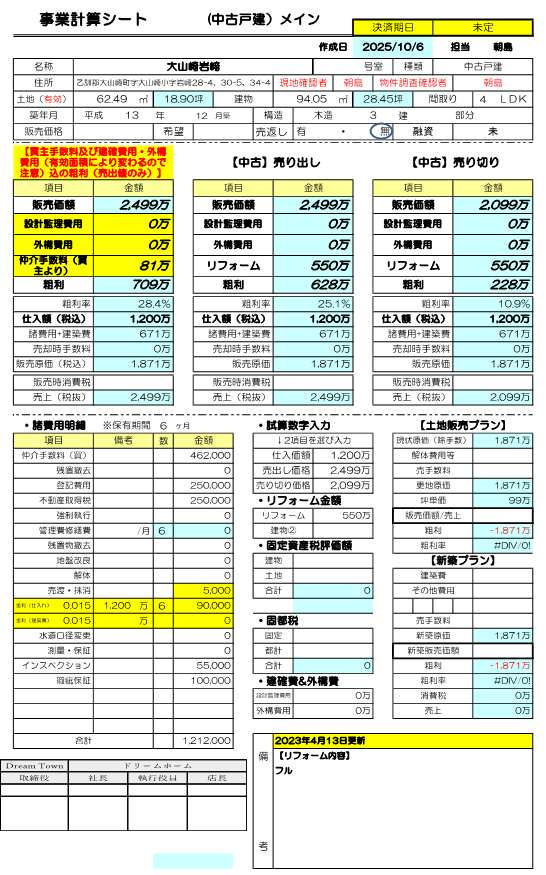 事業計算シート （中古戸建）メイン
決済期日 未定
作成日 2025/10/6 担当 朝島
名称 大山崎岩崎 号室 種類 中古戸建
住所 乙訓郡大山崎町字大山崎小字岩崎28-4、30-5、34-4 現地確認者 朝島 物件調査確認者 朝島
土地（有効） 62.49 ㎡ 18.90坪 建物 94.05 ㎡ 28.45坪 間取り 4 ＬＤＫ
築年月 平成 13 年 12 月築 構造 木造 3 建 部分
販売価格 希望 売返し 有 ・ 無 融資 未
【買主手数料及び建確費用・外構
費用（有効面積により変わるので
注意）込の粗利（売出値のみ）】
【中古】売り出し 【中古】売り切り
項目 金額 項目 金額 項目 金額
販売価額 2,499万 販売価額 2,499万 販売価額 2,099万
設計監理費用 0万 設計監理費用 0万 設計監理費用 0万
外構費用 0万 外構費用 0万 外構費用 0万
仲介手数料（買主より） 81万 リフォーム 550万 リフォーム 550万
粗利 709万 粗利 628万 粗利 228万
粗利率 28.4% 粗利率 25.1% 粗利率 10.9%
仕入額（税込） 1,200万 仕入額（税込） 1,200万 仕入額（税込） 1,200万
諸費用+建築費 671万 諸費用+建築費 671万 諸費用+建築費 671万
売却時手数料 0万 売却時手数料 0万 売却時手数料 0万
販売原価（税込） 1,871万 販売原価 1,871万 販売原価 1,871万
販売時消費税 販売時消費税 販売時消費税
売上（税抜） 2,499万 売上（税抜） 2,499万 売上（税抜） 2,499万
・諸費用明細 ※保有期間 6 ヶ月
項目 備考 数 金額
仲介手数料（買） 462,000
残置撤去 0
登記費用 250,000
不動産取得税 250,000
強制執行 0
管理費修繕費 /月 6 0
残置物撤去 0
地盤改良 0
解体 0
売渡・抹消 5,000
金利（仕入れ） 0.015 1,200 万 6 90,000
金利（建築費） 0.015 万 0
水道口径変更 0
測量・保証 0
インスペクション 55,000
瑕疵保証 100,000
合計 1,212,000
・試算数字入力
↓2項目を選び入力
仕入価額 1,200万
売出し価格 2,499万
売り切り価格 2,099万
・リフォーム金額
リフォーム 550万
建物②
・固定資産税評価額
建物
土地
合計 0
・固都税
固定
都計
合計 0
・建確費&外構費
設計監理費用 0万
外構費用 0万
【土地販売プラン】
現状原価（除手数） 1,871万
解体費用等
売手数料
更地原価 1,871万
坪単価 99万
販売価額/売上
粗利 -1,871万
粗利率 #DIV/0!
【新築プラン】
建築費
その他費用
売手数料
新築原価 1,871万
新築販売価額
粗利 -1,871万
粗利率 #DIV/0!
消費税 0万
売上 0万
Dream Town ドリームホーム
取締役 社長 執行役員 店長
備考
2023年4月13日更新
【リフォーム内容】
フル